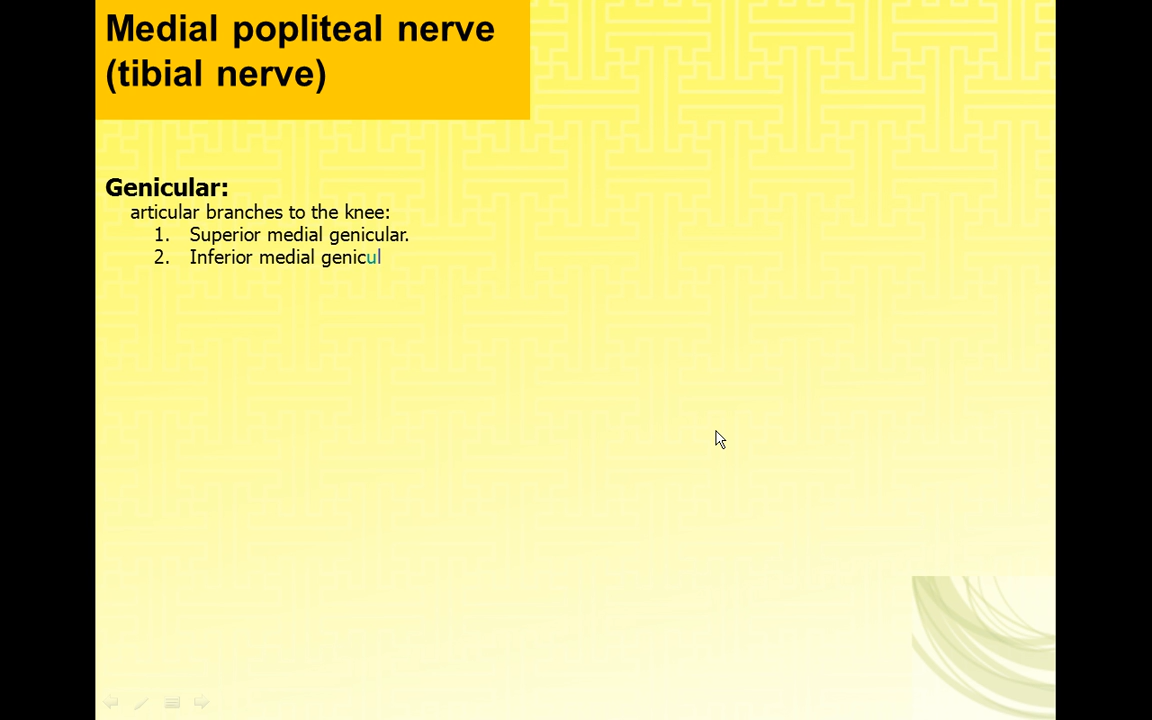 Medial popliteal nerve
(tibial nerve)
Genicular:
articular branches to the knee:
1. Superior medial genicular.
2. Inferior medial genicul